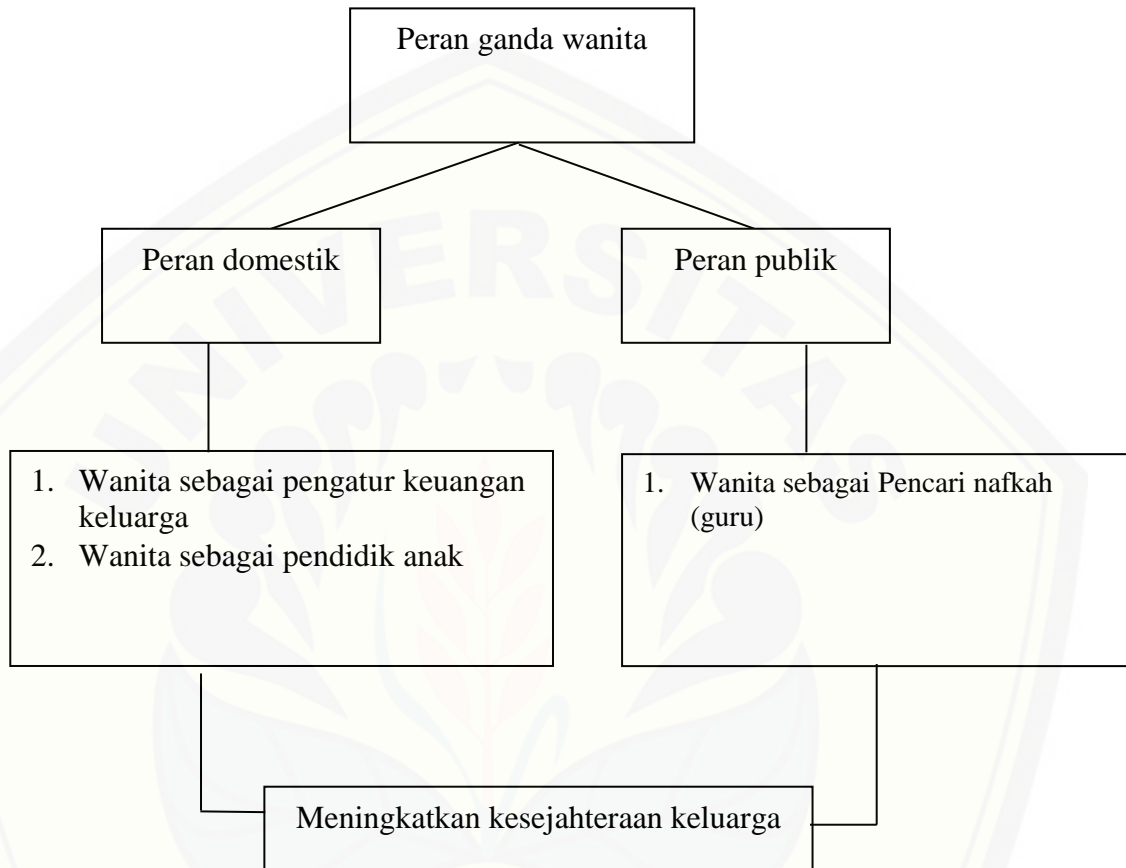 Peran ganda wanita
Peran domestik
Peran publik
1. Wanita sebagai pengatur keuangan
keluarga
2. Wanita sebagai pendidik anak
1. Wanita sebagai Pencari nafkah
(guru)
Meningkatkan kesejahteraan keluarga
UNIVERSITAS